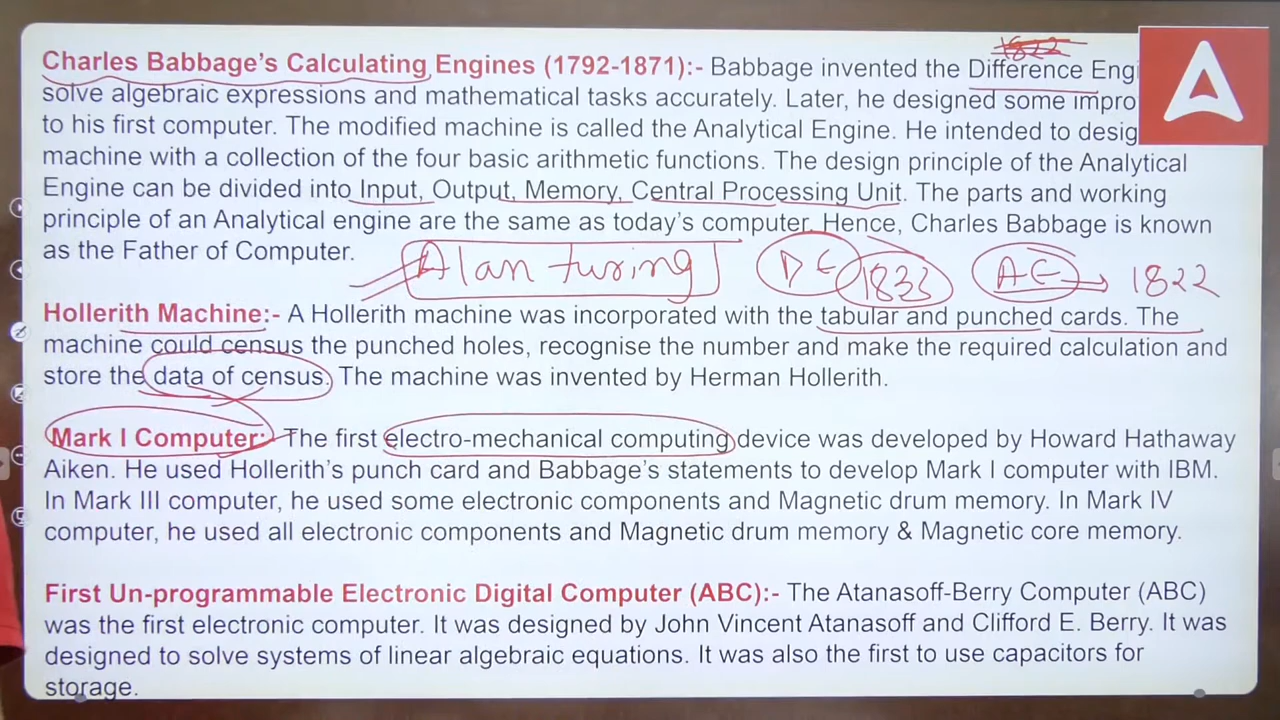 1822
Charles Babbage's Calculating Engines (1792-1871):- Babbage invented the Difference Engi
solve algebraic expressions and mathematical tasks accurately. Later, he designed some impro
to his first computer. The modified machine is called the Analytical Engine. He intended to desig
machine with a collection of the four basic arithmetic functions. The design principle of the Analytical
Engine can be divided into Input, Output, Memory, Central Processing Unit. The parts and working
principle of an Analytical engine are the same as today's computer. Hence, Charles Babbage is known
as the Father of Computer.
Alan turing DE 1833 AE → 1822
Hollerith Machine:- A Hollerith machine was incorporated with the tabular and punched cards. The
machine could census the punched holes, recognise the number and make the required calculation and
store the data of census. The machine was invented by Herman Hollerith.
Mark I Computer:- The first electro-mechanical computing device was developed by Howard Hathaway
Aiken. He used Hollerith's punch card and Babbage's statements to develop Mark I computer with IBM.
In Mark III computer, he used some electronic components and Magnetic drum memory. In Mark IV
computer, he used all electronic components and Magnetic drum memory & Magnetic core memory.
First Un-programmable Electronic Digital Computer (ABC):- The Atanasoff-Berry Computer (ABC)
was the first electronic computer. It was designed by John Vincent Atanasoff and Clifford E. Berry. It was
designed to solve systems of linear algebraic equations. It was also the first to use capacitors for
storage.